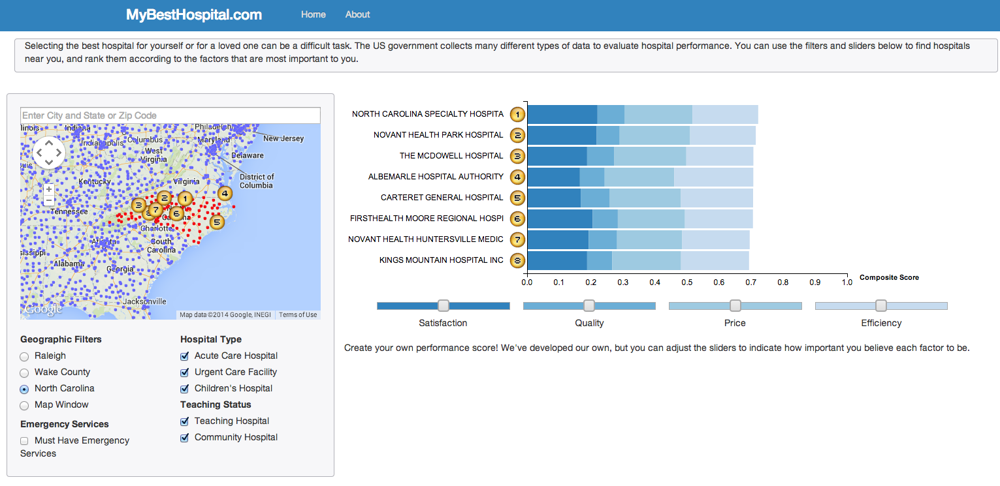 MyBestHospital.com
Home
About
Selecting the best hospital for yourself or for a loved one can be a difficult task. The US government collects many different types of data to evaluate hospital performance. You can use the filters and sliders below to find hospitals
near you, and rank them according to the factors that are most important to you.
Enter City and State or Zip Code
linois
Indiana
Philadelphi
Indianapolis
Columbus
Maryland
New Jersey
West
Virginia
Delaware
District of
Columbia
Kentucky
Virginia
Tennessee
1
2
3
4
5
6
7
8
Charlotte
South
Carolina
Atlanta
Alabama
Georgia
Jacksonville
Google
Map data ©2014 Google, INEGI
Terms of Use
Geographic Filters
Raleigh
Wake County
North Carolina
Map Window
Emergency Services
Must Have Emergency
Services
Hospital Type
Acute Care Hospital
Urgent Care Facility
Children's Hospital
Teaching Status
Teaching Hospital
Community Hospital
NORTH CAROLINA SPECIALTY HOSPITA 1
NOVANT HEALTH PARK HOSPITAL 2
THE MCDOWELL HOSPITAL 3
ALBEMARLE HOSPITAL AUTHORITY 4
CARTERET GENERAL HOSPITAL 5
FIRSTHEALTH MOORE REGIONAL HOSPI 6
NOVANT HEALTH HUNTERSVILLE MEDIC 7
KINGS MOUNTAIN HOSPITAL INC 8
0.0 0.1 0.2 0.3 0.4 0.5 0.6 0.7 0.8 0.9 1.0 Composite Score
Satisfaction
Quality
Price
Efficiency
Create your own performance score! We've developed our own, but you can adjust the sliders to indicate how important you believe each factor to be.